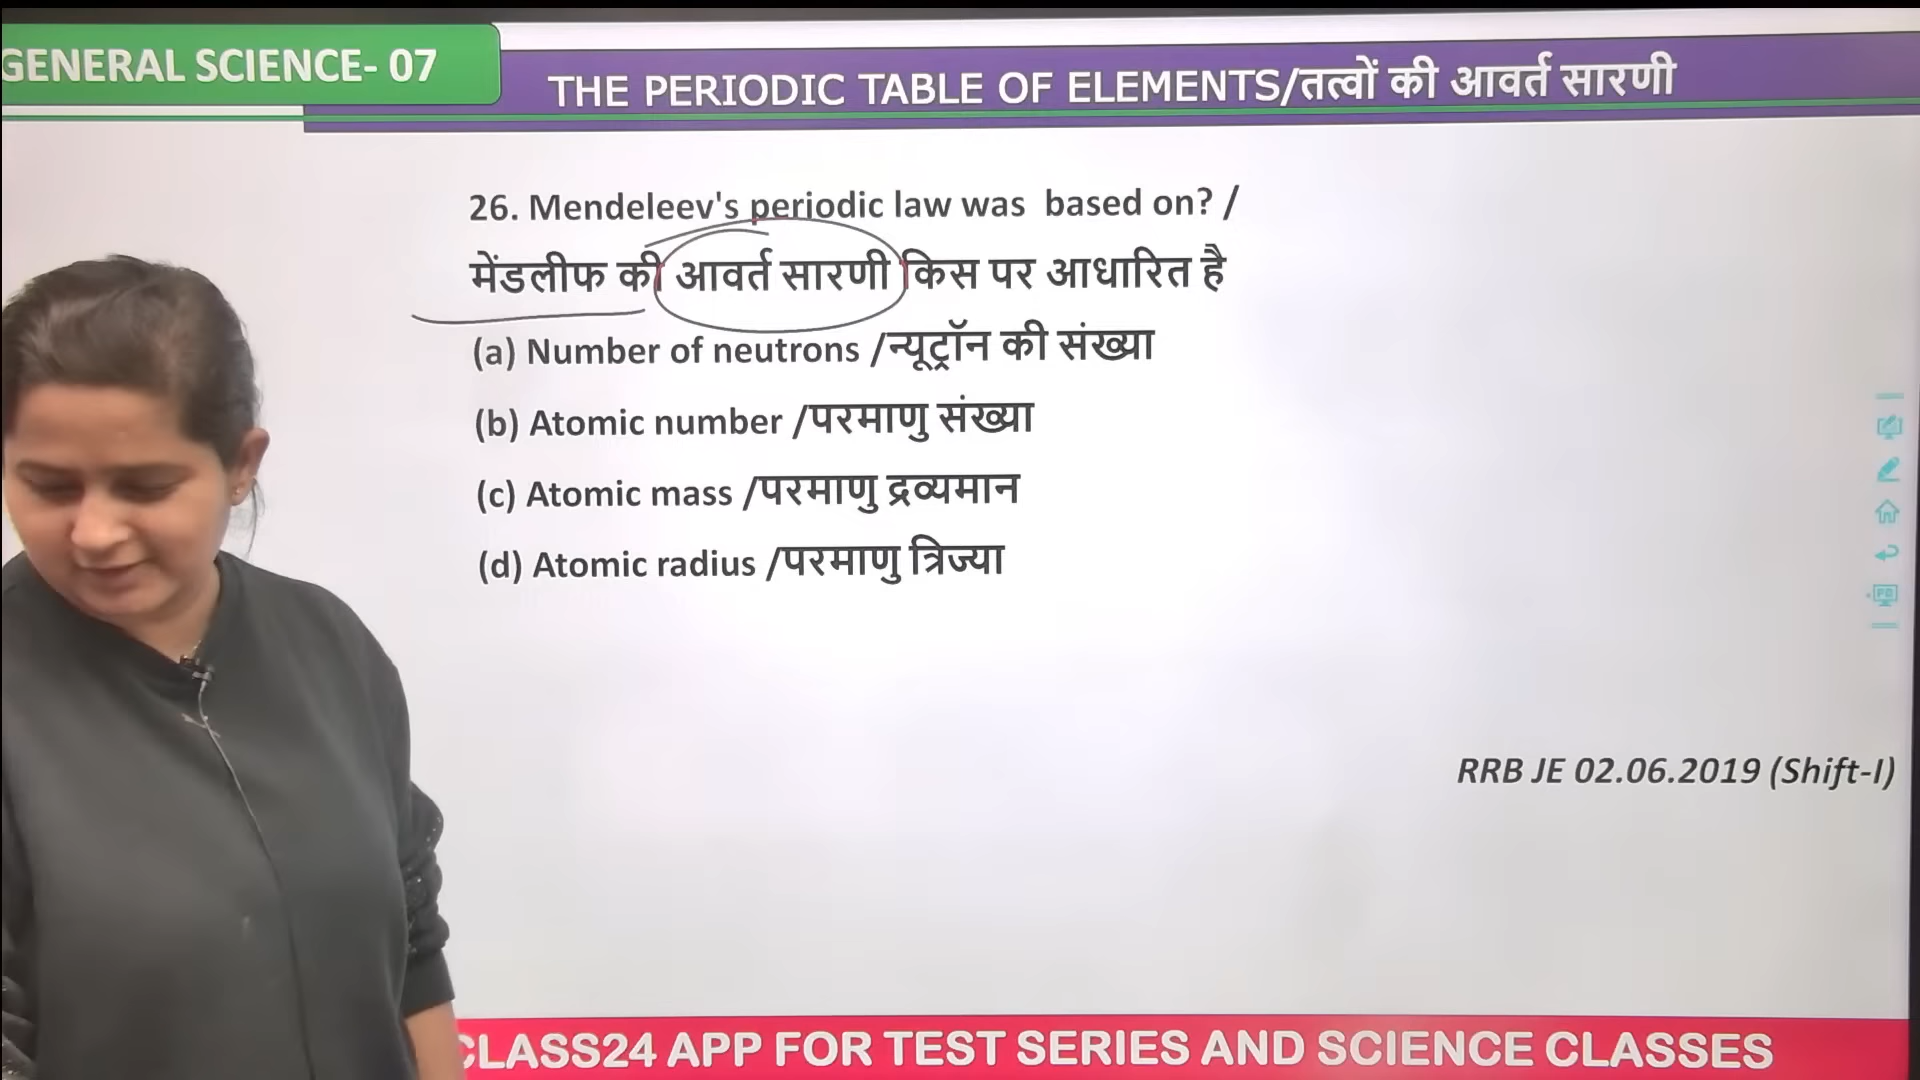 GENERAL SCIENCE- 07
THE PERIODIC TABLE OF ELEMENTS/तत्वों की आवर्त सारणी
26. Mendeleev's periodic law was based on? /
मेंडलीफ की आवर्त सारणी किस पर आधारित है
(a) Number of neutrons /न्यूट्रॉन की संख्या
(b) Atomic number /परमाणु संख्या
(c) Atomic mass /परमाणु द्रव्यमान
(d) Atomic radius /परमाणु त्रिज्या
RRB JE 02.06.2019 (Shift-I)
CLASS24 APP FOR TEST SERIES AND SCIENCE CLASSES